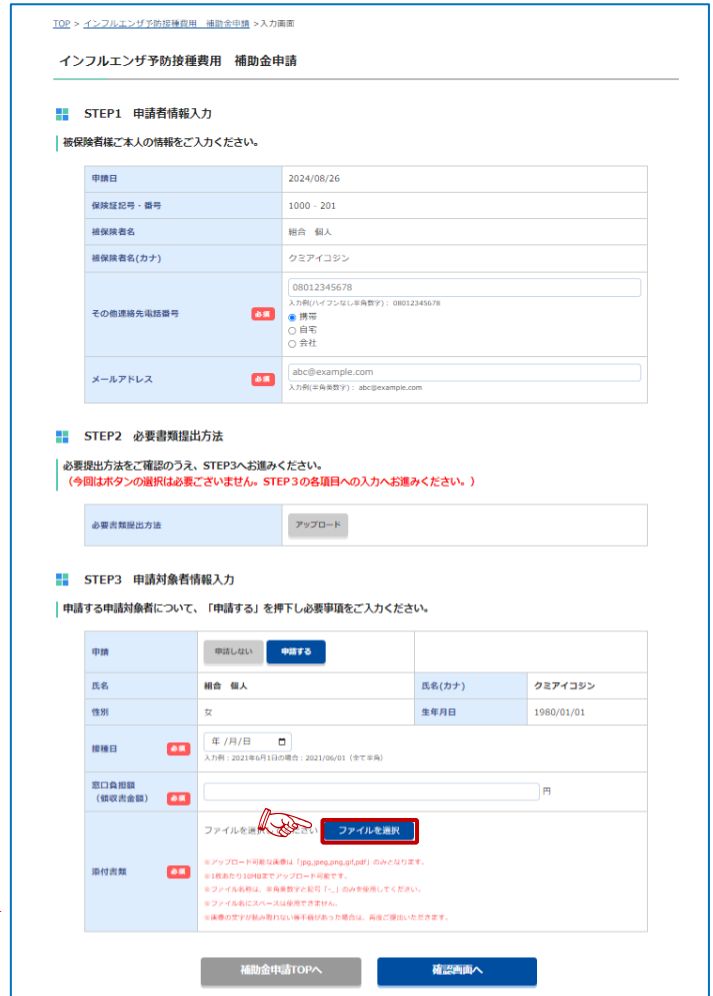 TOP > インフルエンザ予防接種費用　補助金申請 >入力画面
インフルエンザ予防接種費用　補助金申請
STEP1　申請者情報入力
被保険者様ご本人の情報をご入力ください。
申請日 2024/08/26
保険証記号・番号 1000 - 201
被保険者名 組合　個人
被保険者名(カナ) クミアイコジン
08012345678
入力例(ハイフンなし半角数字)： 08012345678
その他連絡先電話番号 必須 携帯
自宅
会社
メールアドレス 必須 abc@example.com
入力例(半角英数字)： abc@example.com
STEP2　必要書類提出方法
必要提出方法をご確認のうえ、STEP3へお進みください。
（今回はボタンの選択は必要ございません。STEP３の各項目への入力へお進みください。）
必要書類提出方法 アップロード
STEP3　申請対象者情報入力
申請する申請対象者について、「申請する」を押下し必要事項をご入力ください。
申請 申請しない 申請する
氏名 組合　個人 氏名(カナ) クミアイコジン
性別 女 生年月日 1980/01/01
接種日 必須 年 /月/日
入力例：2021年6月1日の場合：2021/06/01（全て半角）
窓口負担額
（領収書金額） 必須 円
ファイルを選択してください ファイルを選択
添付書類 必須
※アップロード可能な画像は「jpg,jpeg,png,gif,pdf」のみとなります。
※1枚あたり10MBまでアップロード可能です。
※ファイル名称は、半角英数字と記号「-_」のみを使用してください。
※ファイル名にスペースは使用できません。
※画像の文字が読み取れない等不備があった場合は、再度ご提出いただきます。
補助金申請TOPへ 確認画面へ